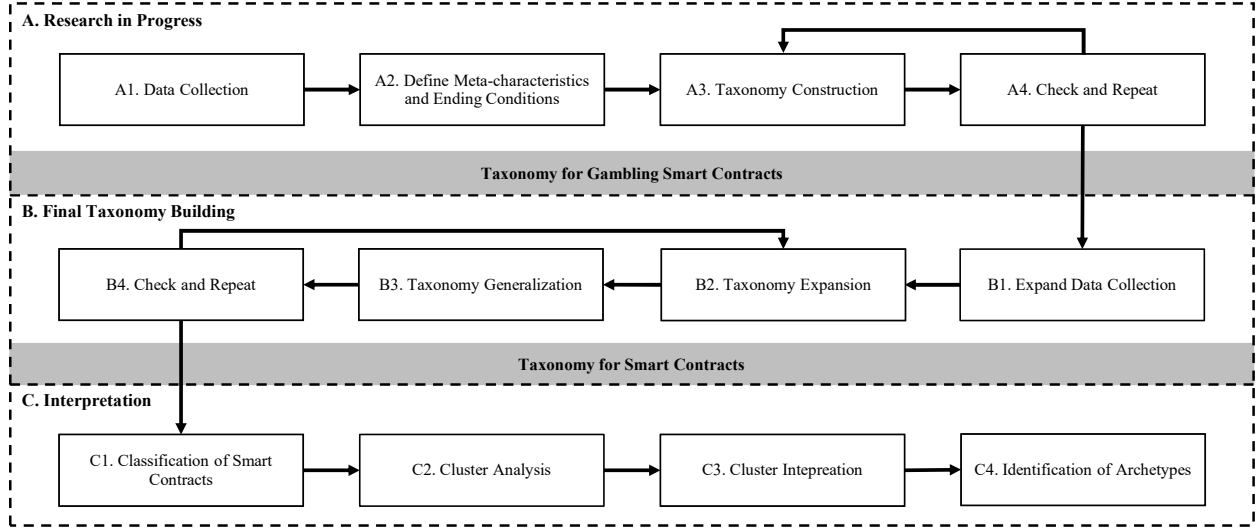 A. Research in Progress
A1. Data Collection
A2. Define Meta-characteristics
and Ending Conditions
A3. Taxonomy Construction
A4. Check and Repeat
Taxonomy for Gambling Smart Contracts
B. Final Taxonomy Building
B4. Check and Repeat
B3. Taxonomy Generalization
B2. Taxonomy Expansion
B1. Expand Data Collection
Taxonomy for Smart Contracts
C. Interpretation
C1. Classification of Smart
Contracts
C2. Cluster Analysis
C3. Cluster Intepreation
C4. Identification of Archetypes